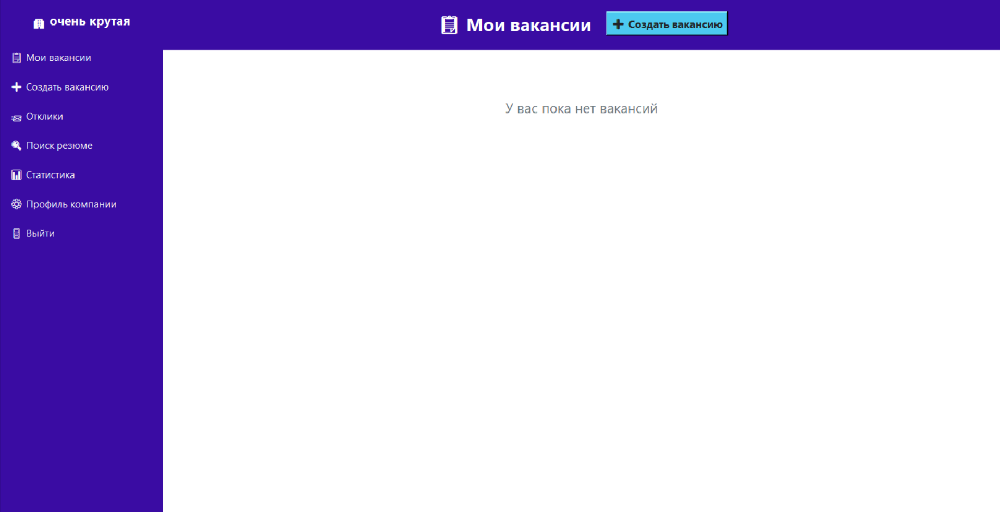 очень крутая
Мои вакансии
Создать вакансию
Мои вакансии
Создать вакансию
Отклики
Поиск резюме
Статистика
Профиль компании
Выйти
У вас пока нет вакансий